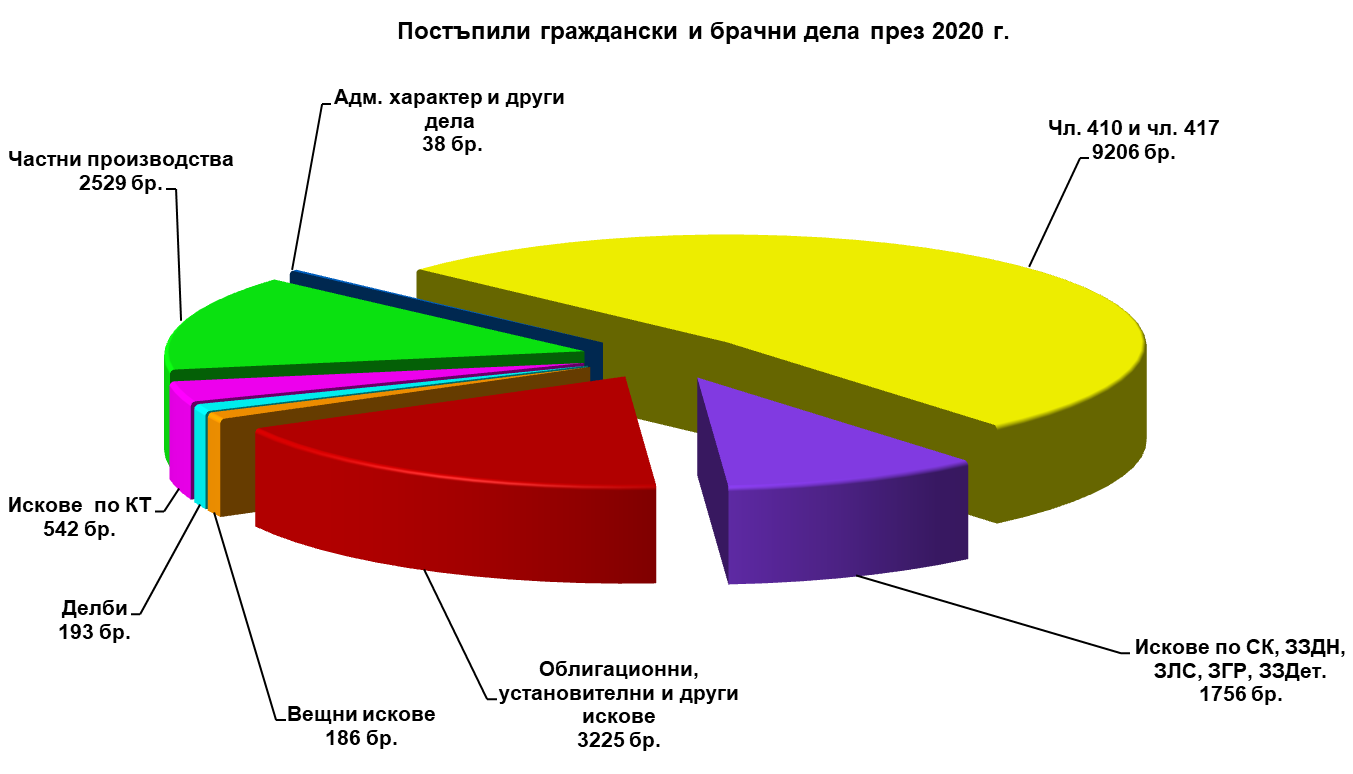 Постъпили граждански и брачни дела през 2020 г.
Адм. характер и други
дела
38 бр.
Чл. 410 и чл. 417
9206 бр.
Частни производства
2529 бр.
Искове по КТ
542 бр.
Делби
193 бр.
Вещни искове
186 бр.
Облигационни,
установителни и други
искове
3225 бр.
Искове по СК, ЗЗДН,
ЗЛС, ЗГР, ЗЗДет.
1756 бр.